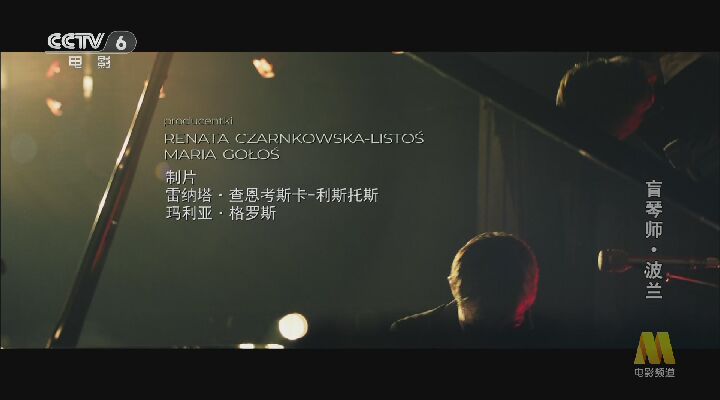 CCTV 6
电影
producentki
RENATA CZARNKOWSKA-LISTOŚ
MARIA GOŁOŚ
制片
雷纳塔·查恩考斯卡-利斯托斯
玛利亚·格罗斯
盲琴师·波兰
电影频道